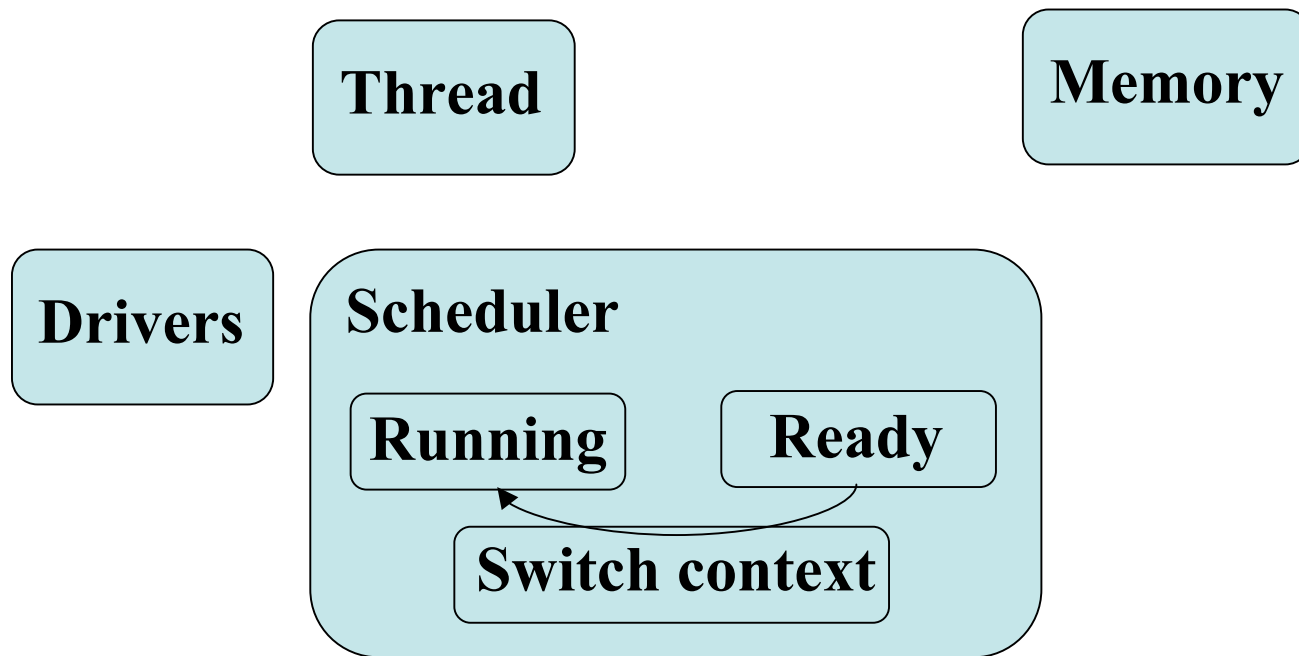 Thread
Memory
Drivers
Scheduler
Running
Ready
Switch context